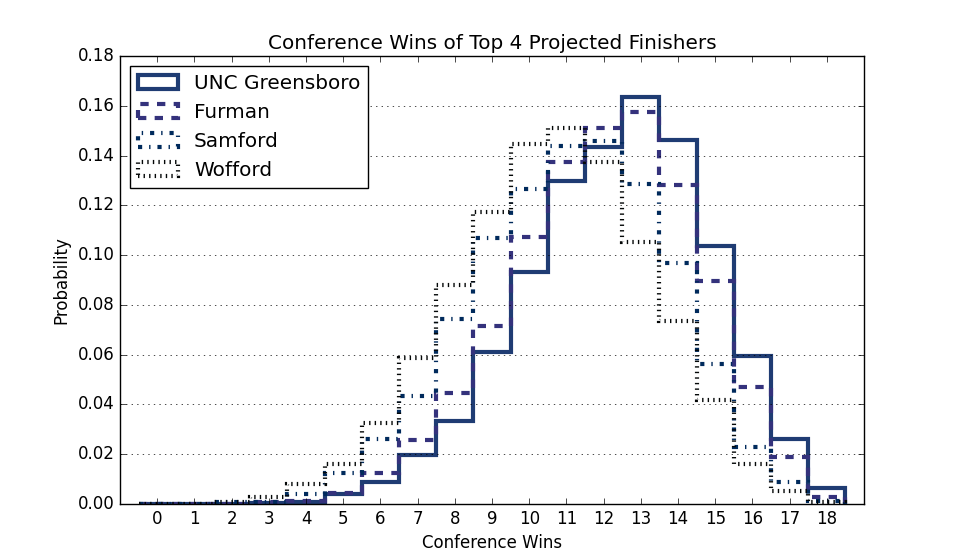 Conference Wins of Top 4 Projected Finishers
0.18
0.16
0.14
0.12
0.10
0.08
0.06
0.04
0.02
0.00
Probability
UNC Greensboro
Furman
Samford
Wofford
0 1 2 3 4 5 6 7 8 9 10 11 12 13 14 15 16 17 18
Conference Wins